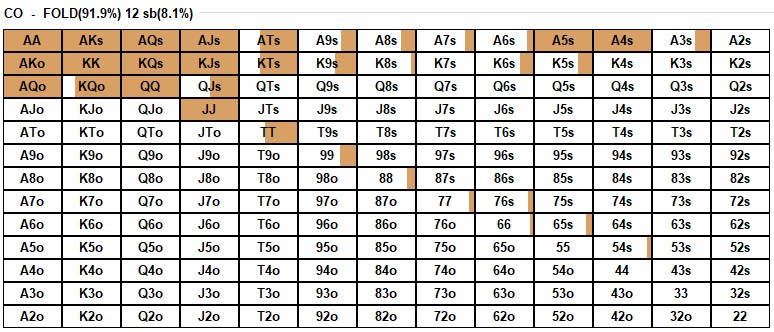 CO - FOLD(91.9%) 12 sb(8.1%)
AA AKs AQs AJs ATs A9s A8s A7s A6s A5s A4s A3s A2s
AKo KK KQs KJs KTs K9s K8s K7s K6s K5s K4s K3s K2s
AQo KQo QQ QJs QTs Q9s Q8s Q7s Q6s Q5s Q4s Q3s Q2s
AJo KJo QJo JJ JTs J9s J8s J7s J6s J5s J4s J3s J2s
ATo KTo QTo JTo TT T9s T8s T7s T6s T5s T4s T3s T2s
A9o K9o Q9o J9o T9o 99 98s 97s 96s 95s 94s 93s 92s
A8o K8o Q8o J8o T8o 98o 88 87s 86s 85s 84s 83s 82s
A7o K7o Q7o J7o T7o 97o 87o 77 76s 75s 74s 73s 72s
A6o K6o Q6o J6o T6o 96o 86o 76o 66 65s 64s 63s 62s
A5o K5o Q5o J5o T5o 95o 85o 75o 65o 55 54s 53s 52s
A4o K4o Q4o J4o T4o 94o 84o 74o 64o 54o 44 43s 42s
A3o K3o Q3o J3o T3o 93o 83o 73o 63o 53o 43o 33 32s
A2o K2o Q2o J2o T2o 92o 82o 72o 62o 52o 42o 32o 22